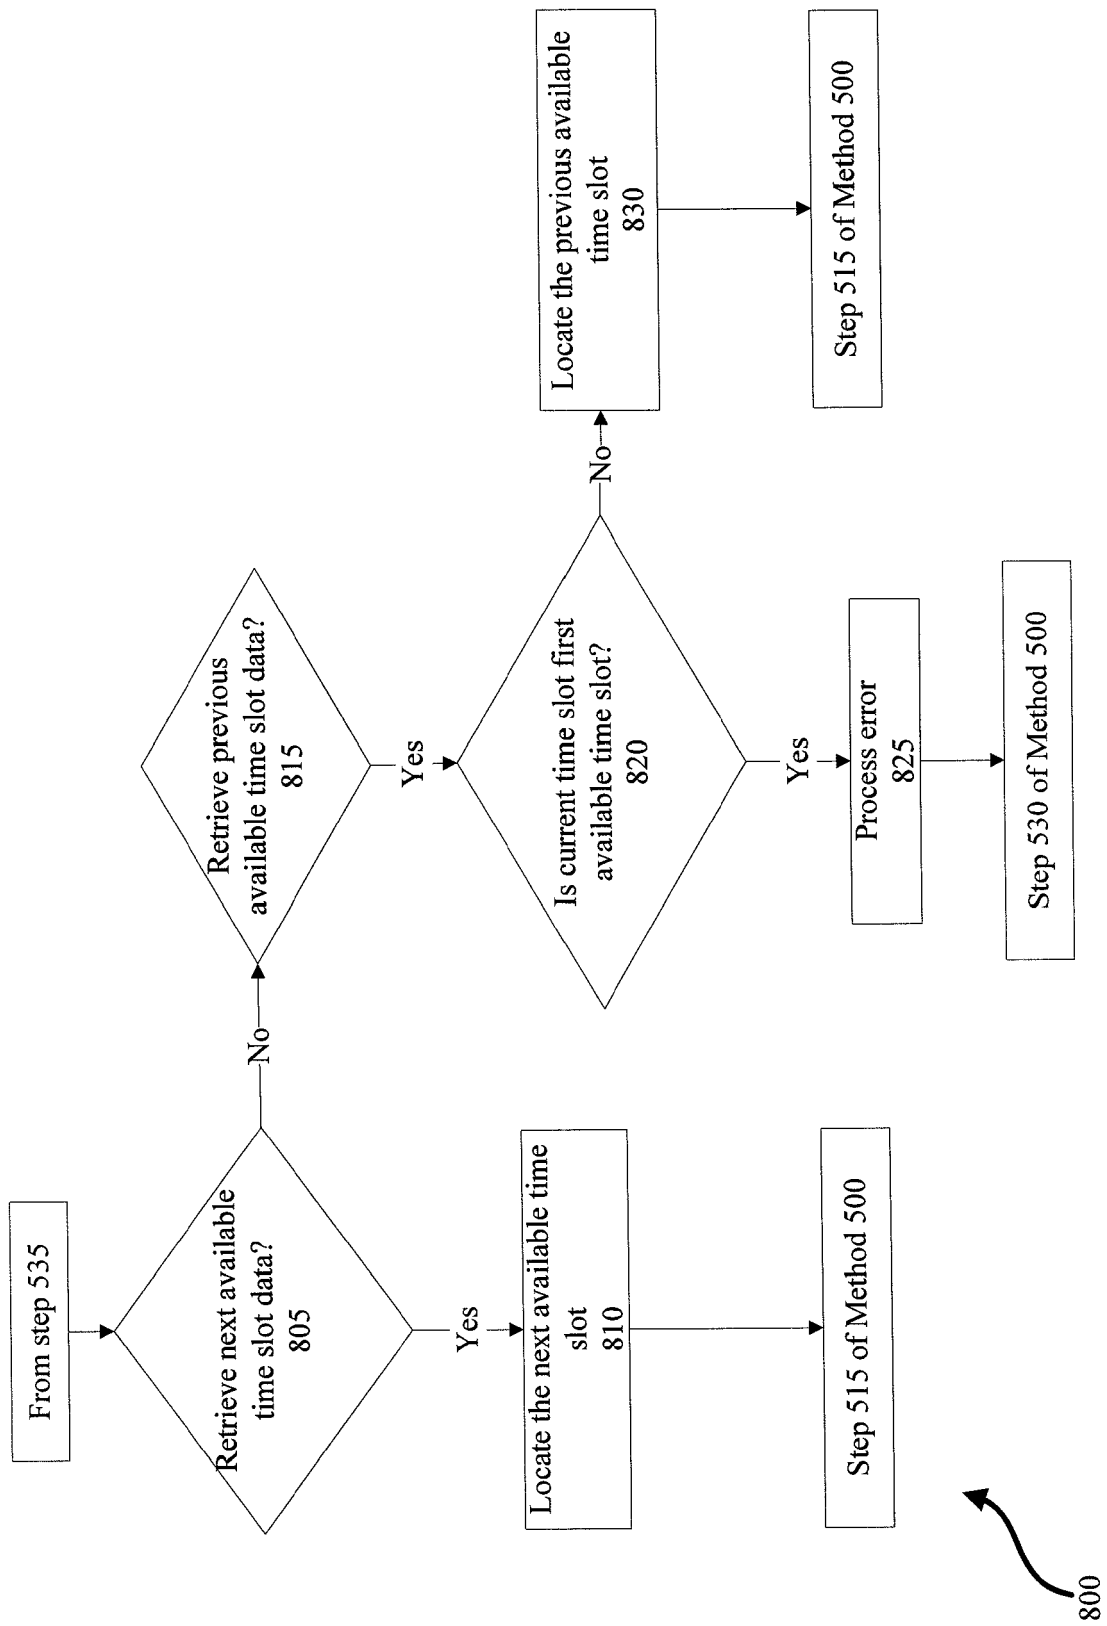 From step 535
Retrieve next available
time slot data?
805
No
Yes
Locate the next available time
slot
810
Step 515 of Method 500
Retrieve previous
available time slot data?
815
Yes
Is current time slot first
available time slot?
820
No
Yes
Process error
825
Step 530 of Method 500
Locate the previous available
time slot
830
Step 515 of Method 500
800